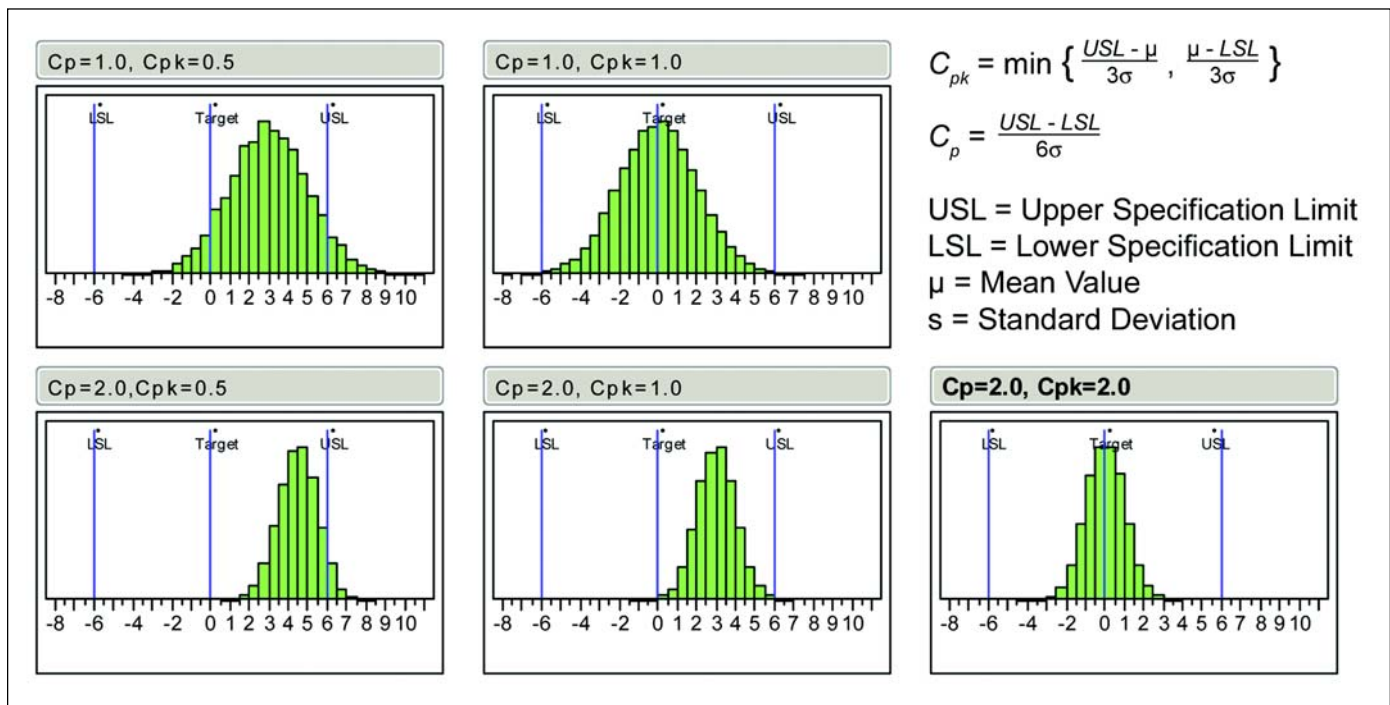 Cp=1.0, Cpk=0.5
LSL Target USL
-8 -6 -4 -2 0 1 2 3 4 5 6 7 8 9 10
Cp=1.0, Cpk=1.0
LSL Target USL
-8 -6 -4 -2 0 1 2 3 4 5 6 7 8 9 10
C_pk = min { USL - µ / 3σ , µ - LSL / 3σ }
C_p = USL - LSL / 6σ
USL = Upper Specification Limit
LSL = Lower Specification Limit
µ = Mean Value
s = Standard Deviation
Cp=2.0,Cpk=0.5
LSL Target USL
-8 -6 -4 -2 0 1 2 3 4 5 6 7 8 9 10
Cp=2.0, Cpk=1.0
LSL Target USL
-8 -6 -4 -2 0 1 2 3 4 5 6 7 8 9 10
Cp=2.0, Cpk=2.0
LSL Target USL
-8 -6 -4 -2 0 1 2 3 4 5 6 7 8 9 10